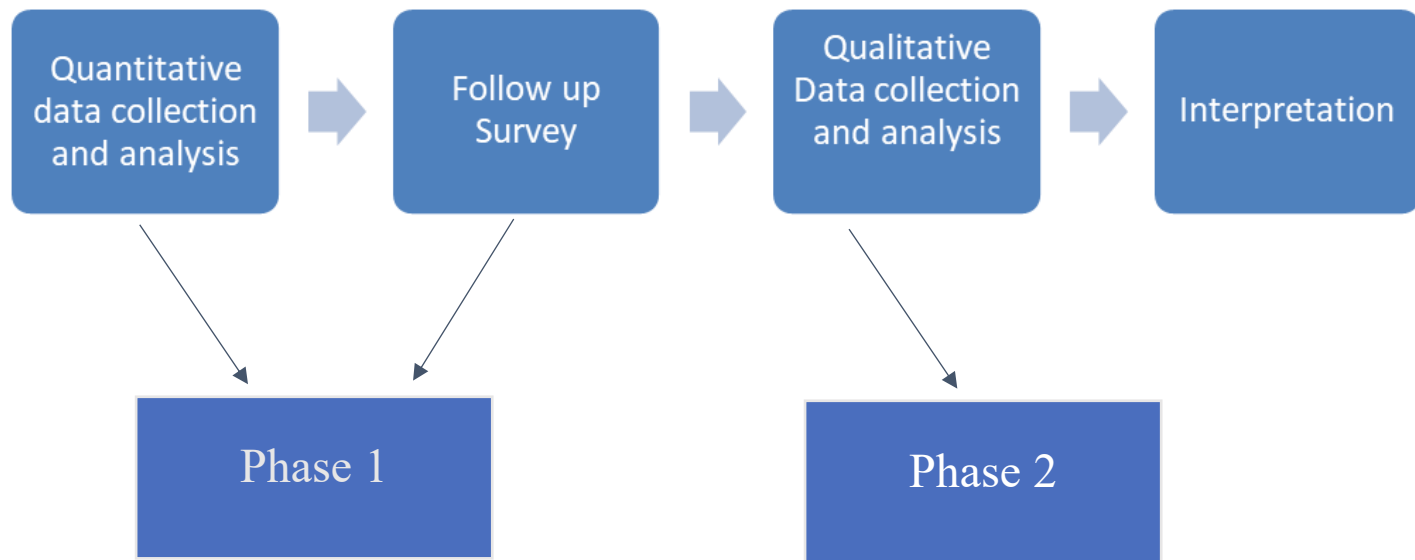 Quantitative
data collection
and analysis
Follow up
Survey
Qualitative
Data collection
and analysis
Interpretation
Phase 1
Phase 2